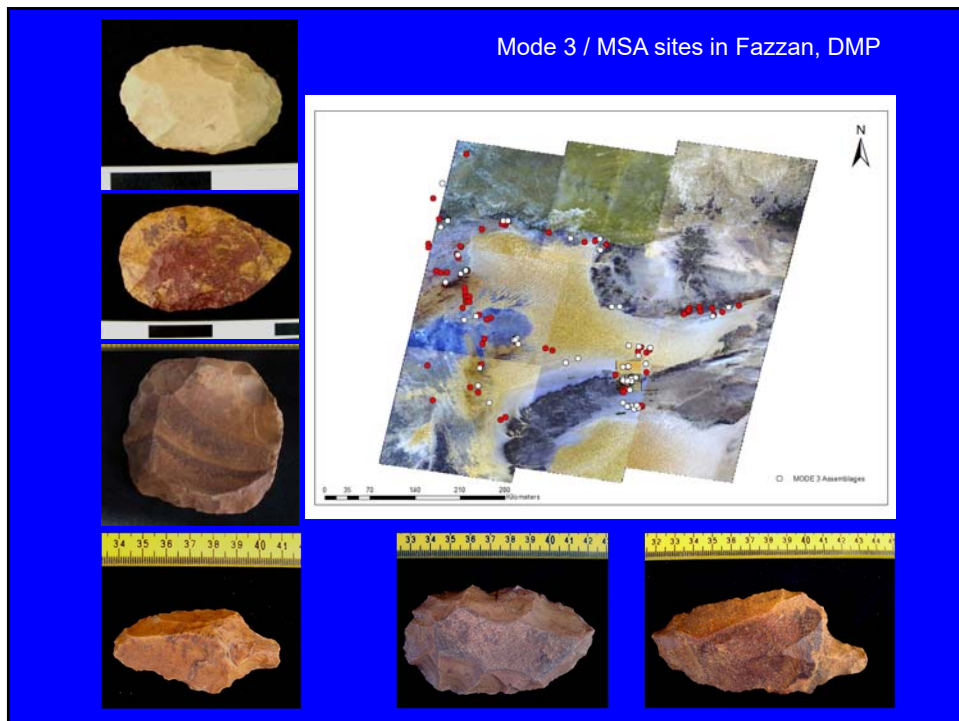 Mode 3 / MSA sites in Fazzan, DMP
N
MODE 3 Assemblages
0 35 70 140 210 280
Kilometers
34 35 36 37 38 39 40 41
33 34 35 36 37 38 39 40 41 42
32 33 34 35 36 37 38 39 40 41 42 43